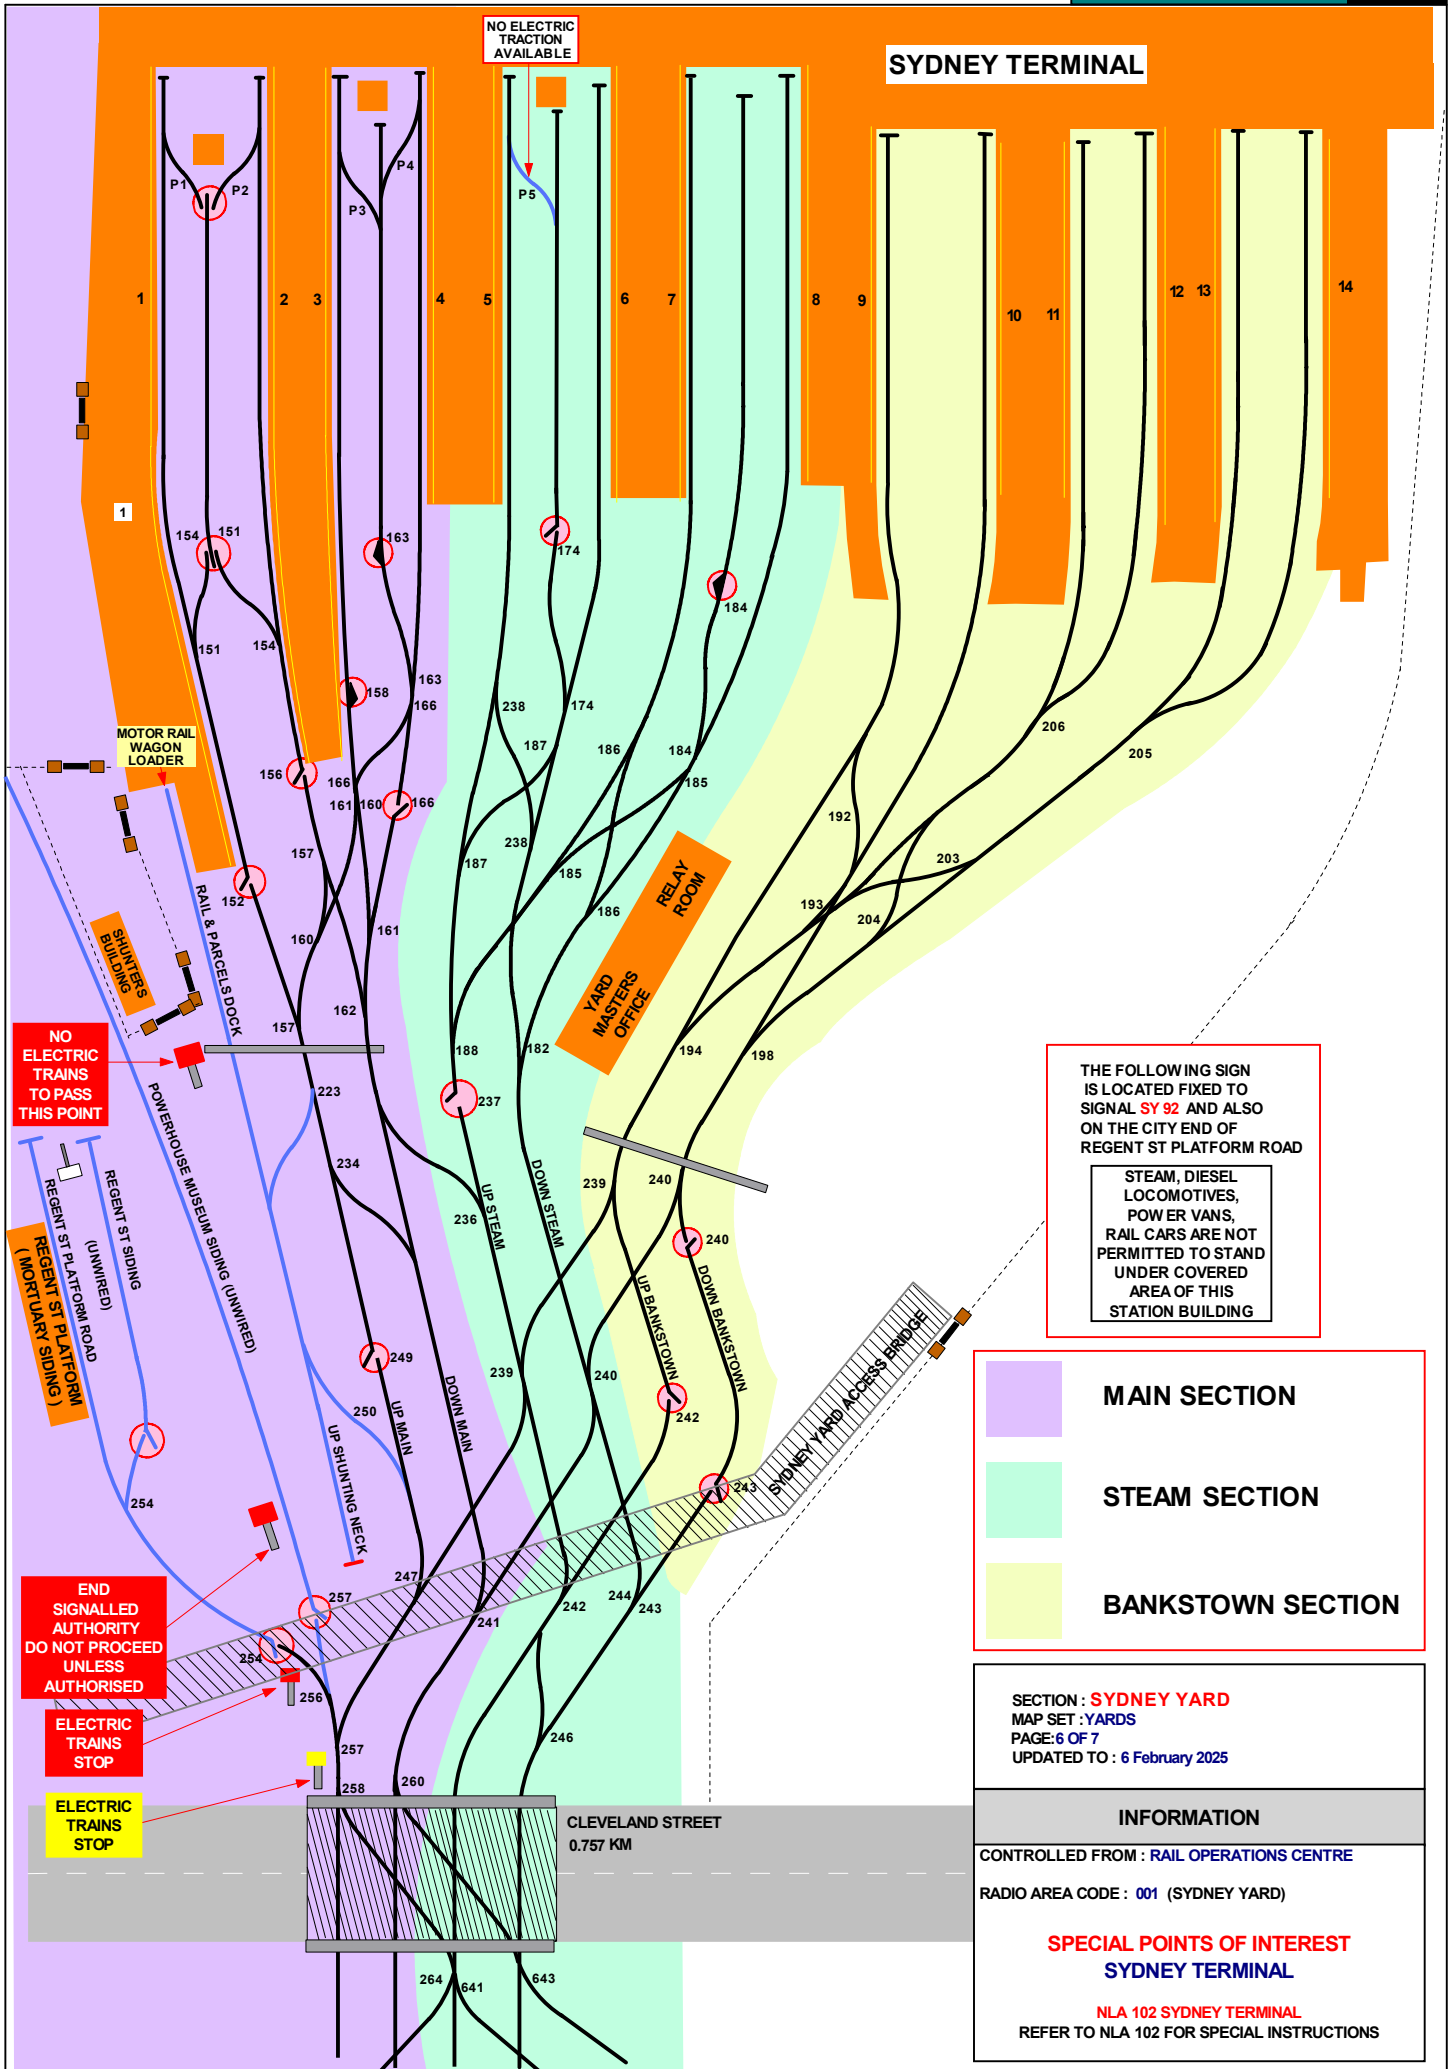 NO ELECTRIC
TRACTION
AVAILABLE
SYDNEY TERMINAL
P1
P2
P3
P4
P5
1
2
3
4
5
6
7
8
9
10
11
12
13
14
1
154
151
163
174
184
151
154
158
163
166
238
174
187
186
184
185
206
205
MOTOR RAIL
WAGON
LOADER
156
166
161
160
166
157
238
187
185
186
192
203
193
204
152
160
161
162
157
RAIL & PARCELS DOCK
SHUNTERS
BUILDING
RELAY
ROOM
YARD
MASTERS
OFFICE
188
182
194
198
NO
ELECTRIC
TRAINS
TO PASS
THIS POINT
223
237
234
236
239
240
240
UP STEAM
DOWN STEAM
UP BANKSTOWN
DOWN BANKSTOWN
POWERHOUSE MUSEUM SIDING (UNWIRED)
REGENT ST SIDING
(UNWIRED)
REGENT ST PLATFORM ROAD
REGENT ST PLATFORM
( MORTUARY SIDING )
THE FOLLOWING SIGN
IS LOCATED FIXED TO
SIGNAL SY 92 AND ALSO
ON THE CITY END OF
REGENT ST PLATFORM ROAD
STEAM, DIESEL
LOCOMOTIVES,
POWER VANS,
RAIL CARS ARE NOT
PERMITTED TO STAND
UNDER COVERED
AREA OF THIS
STATION BUILDING
249
250
239
240
242
243
UP MAIN
DOWN MAIN
UP SHUNTING NECK
SYDNEY YARD ACCESS BRIDGE
254
MAIN SECTION
STEAM SECTION
BANKSTOWN SECTION
END
SIGNALLED
AUTHORITY
DO NOT PROCEED
UNLESS
AUTHORISED
257
247
241
242
244
243
254
256
246
ELECTRIC
TRAINS
STOP
257
258
260
ELECTRIC
TRAINS
STOP
CLEVELAND STREET
0.757 KM
264
641
643
SECTION : SYDNEY YARD
MAP SET :YARDS
PAGE:6 OF 7
UPDATED TO : 6 February 2025
INFORMATION
CONTROLLED FROM : RAIL OPERATIONS CENTRE
RADIO AREA CODE : 001 (SYDNEY YARD)
SPECIAL POINTS OF INTEREST
SYDNEY TERMINAL
NLA 102 SYDNEY TERMINAL
REFER TO NLA 102 FOR SPECIAL INSTRUCTIONS